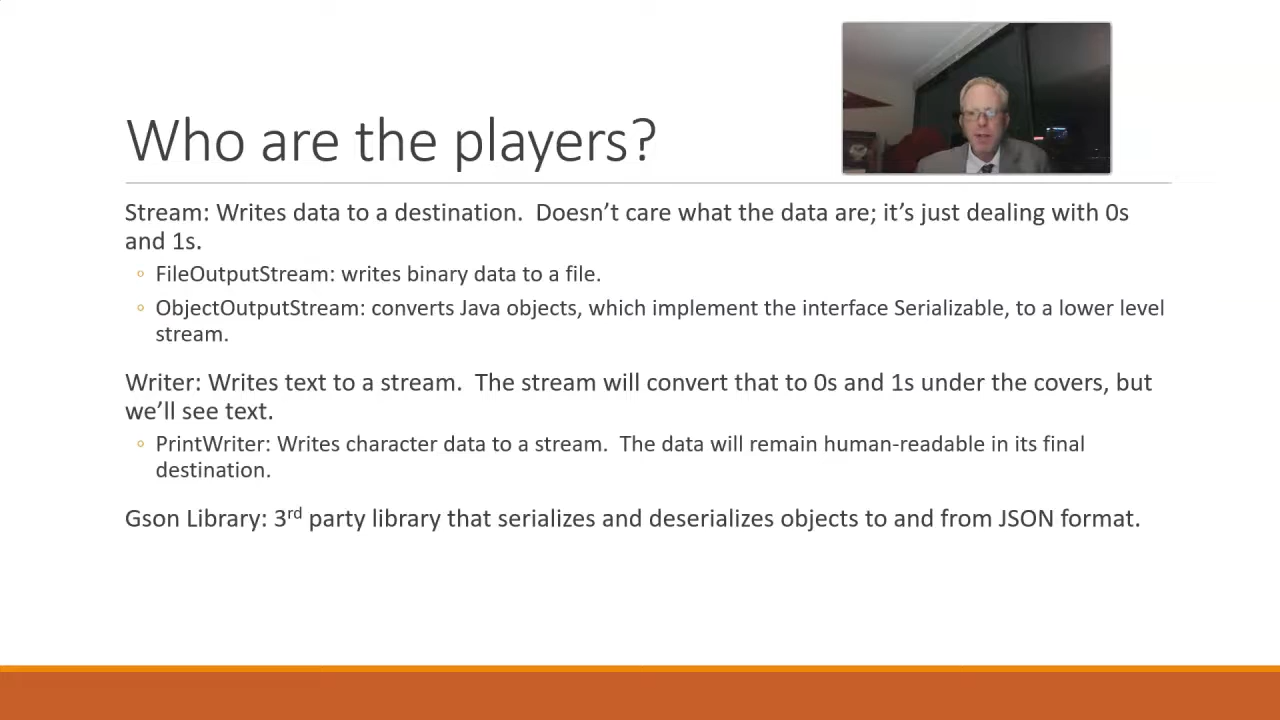 Who are the players?
Stream: Writes data to a destination.  Doesn’t care what the data are; it’s just dealing with 0s
and 1s.
◦ FileOutputStream: writes binary data to a file.
◦ ObjectOutputStream: converts Java objects, which implement the interface Serializable, to a lower level
stream.
Writer: Writes text to a stream.  The stream will convert that to 0s and 1s under the covers, but
we’ll see text.
◦ PrintWriter: Writes character data to a stream.  The data will remain human-readable in its final
destination.
Gson Library: 3rd party library that serializes and deserializes objects to and from JSON format.